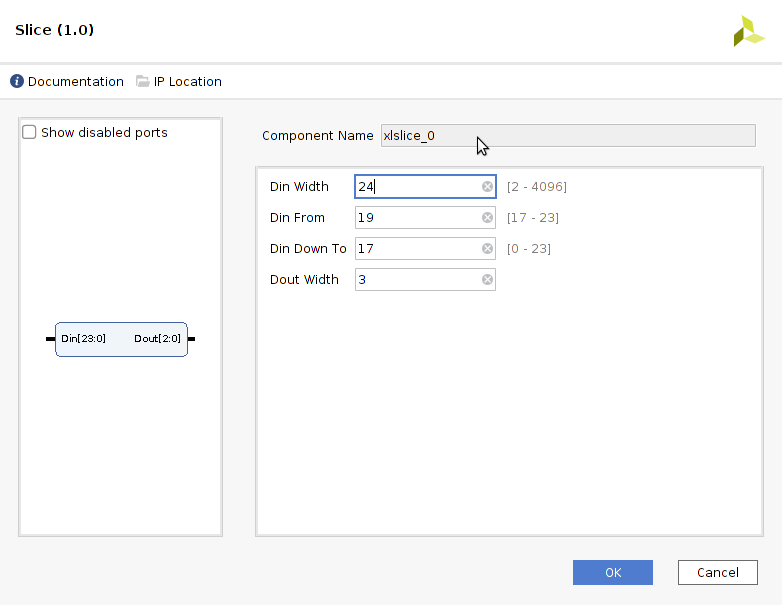 Slice (1.0)
Documentation IP Location
Show disabled ports
Din[23:0] Dout[2:0]
Component Name xlslice_0
Din Width 24 [2 - 4096]
Din From 19 [17 - 23]
Din Down To 17 [0 - 23]
Dout Width 3
OK Cancel